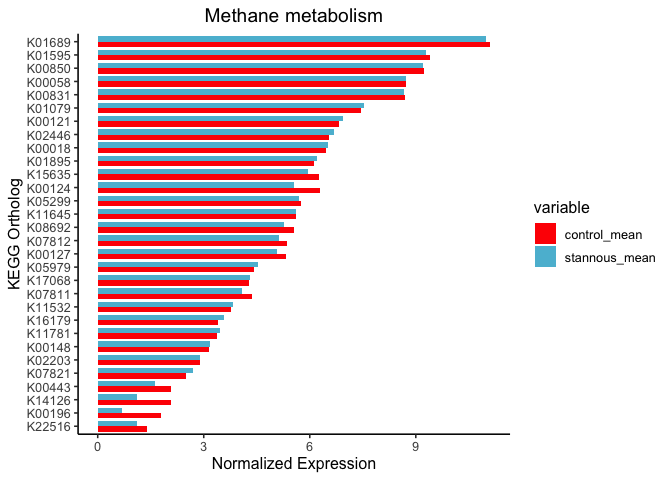 Methane metabolism
KEGG Ortholog
K01689
K01595
K00850
K00058
K00831
K01079
K00121
K02446
K00018
K01895
K15635
K00124
K05299
K11645
K08692
K07812
K00127
K05979
K17068
K07811
K11532
K16179
K11781
K00148
K02203
K07821
K00443
K14126
K00196
K22516
0 3 6 9
Normalized Expression
variable
control_mean
stannous_mean